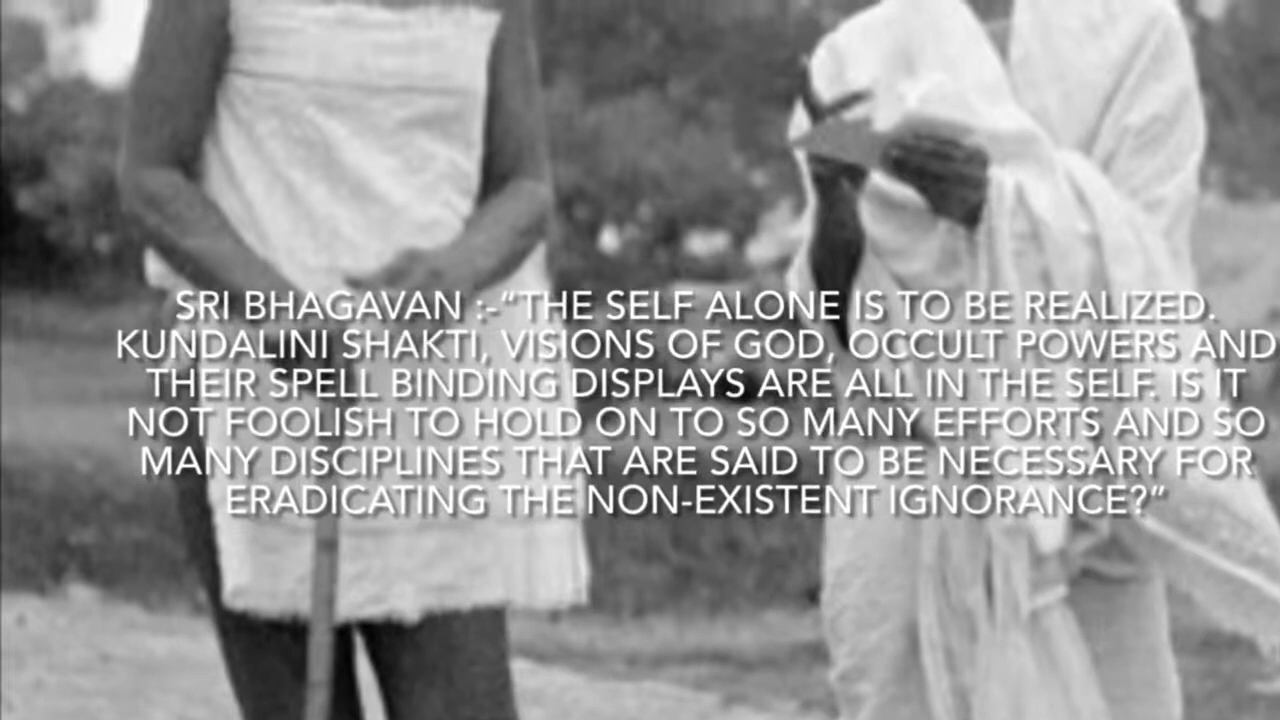 SRI BHAGAVAN :-“THE SELF ALONE IS TO BE REALIZED.
KUNDALINI SHAKTI, VISIONS OF GOD, OCCULT POWERS AND
THEIR SPELL BINDING DISPLAYS ARE ALL IN THE SELF. IS IT
NOT FOOLISH TO HOLD ON TO SO MANY EFFORTS AND SO
MANY DISCIPLINES THAT ARE SAID TO BE NECESSARY FOR
ERADICATING THE NON-EXISTENT IGNORANCE?”